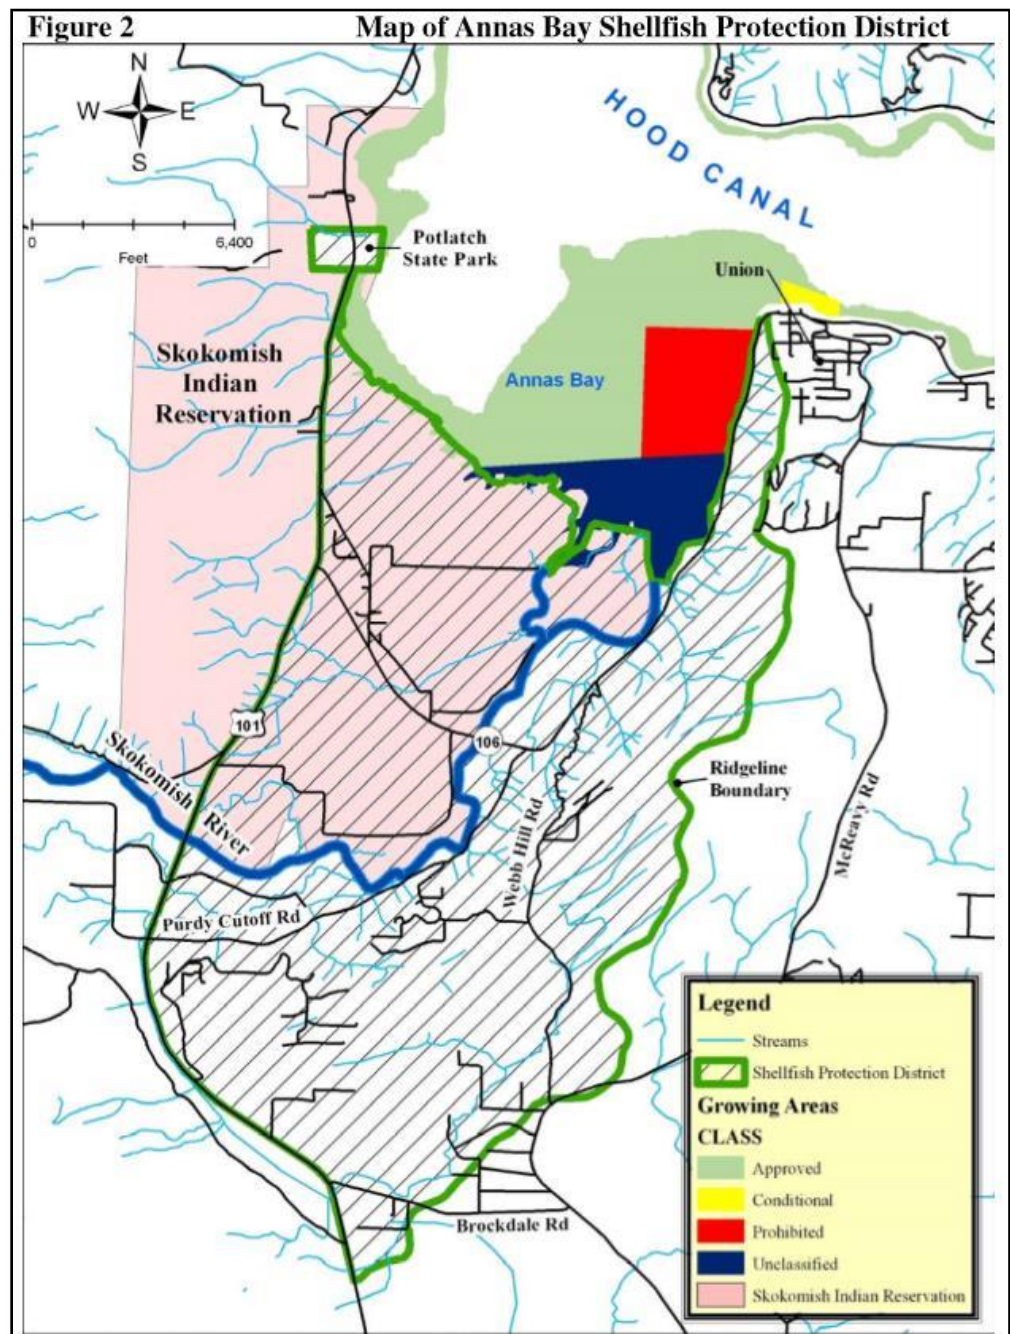 Figure 2
Map of Annas Bay Shellfish Protection District
N
W
E
S
HOOD CANAL
0
6,400
Feet
Potlatch
State Park
Union
Skokomish
Indian
Reservation
Annas Bay
101
106
Skokomish River
Ridgeline
Boundary
Webb Hill Rd
McReavy Rd
Purdy Cutoff Rd
Brockdale Rd
Legend
Streams
Shellfish Protection District
Growing Areas
CLASS
Approved
Conditional
Prohibited
Unclassified
Skokomish Indian Reservation